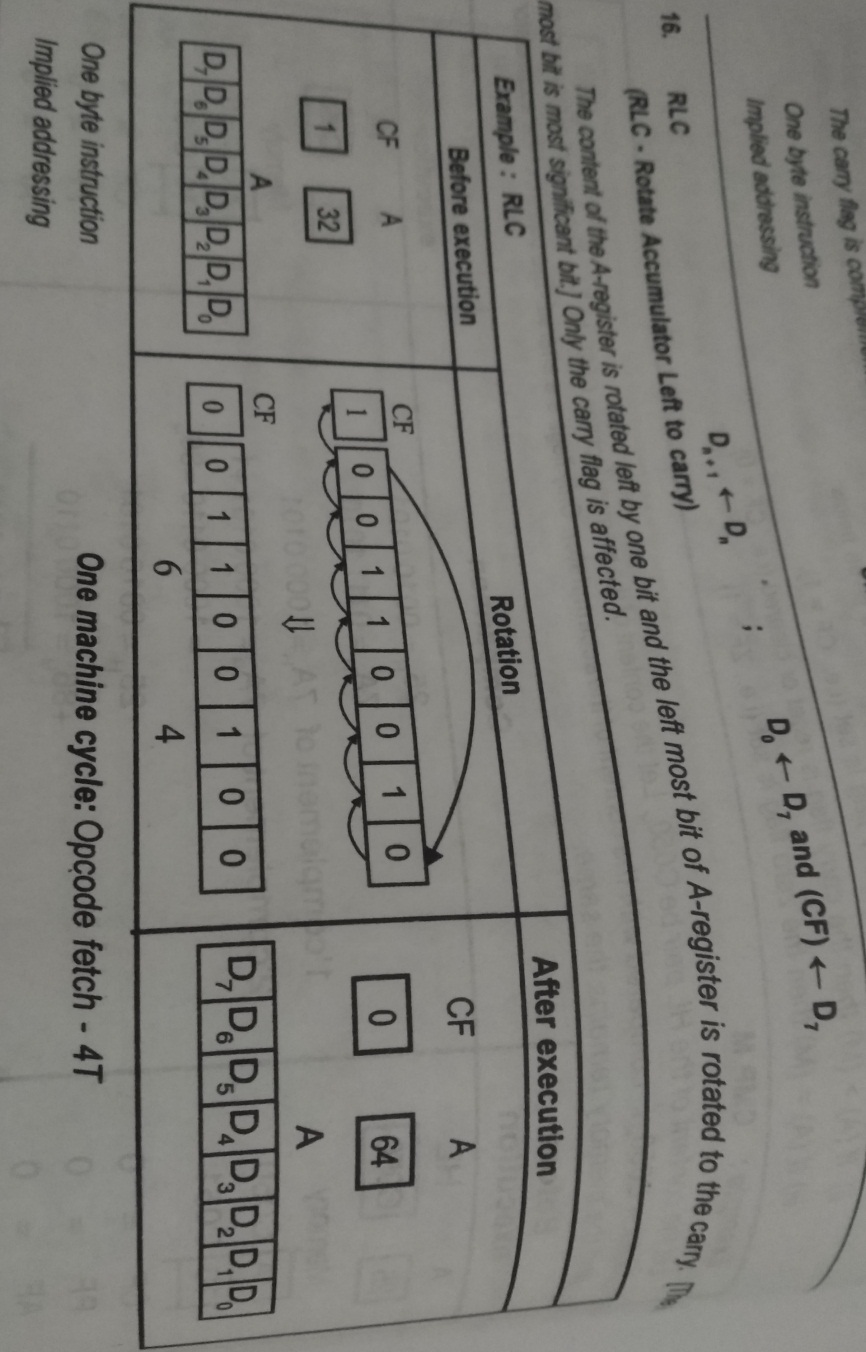 The carry flag is
One byte instruction
Implied addressing
Dn+1 ← Dn ; D0 ← D7 and (CF) ← D7
16. RLC
(RLC - Rotate Accumulator Left to carry)
The content of the A-register is rotated left by one bit and the left most bit of A-register is rotated to the carry.
most bit is most significant bit.] Only the carry flag is affected.
Example : RLC
Before execution Rotation After execution
CF A CF CF A
1 32 1 0 0 1 1 0 0 1 0 0 64
⇓
A CF A
D7 D6 D5 D4 D3 D2 D1 D0 0 0 1 1 0 0 1 0 0 D7 D6 D5 D4 D3 D2 D1 D0
6 4
One byte instruction One machine cycle: Opcode fetch - 4T
Implied addressing